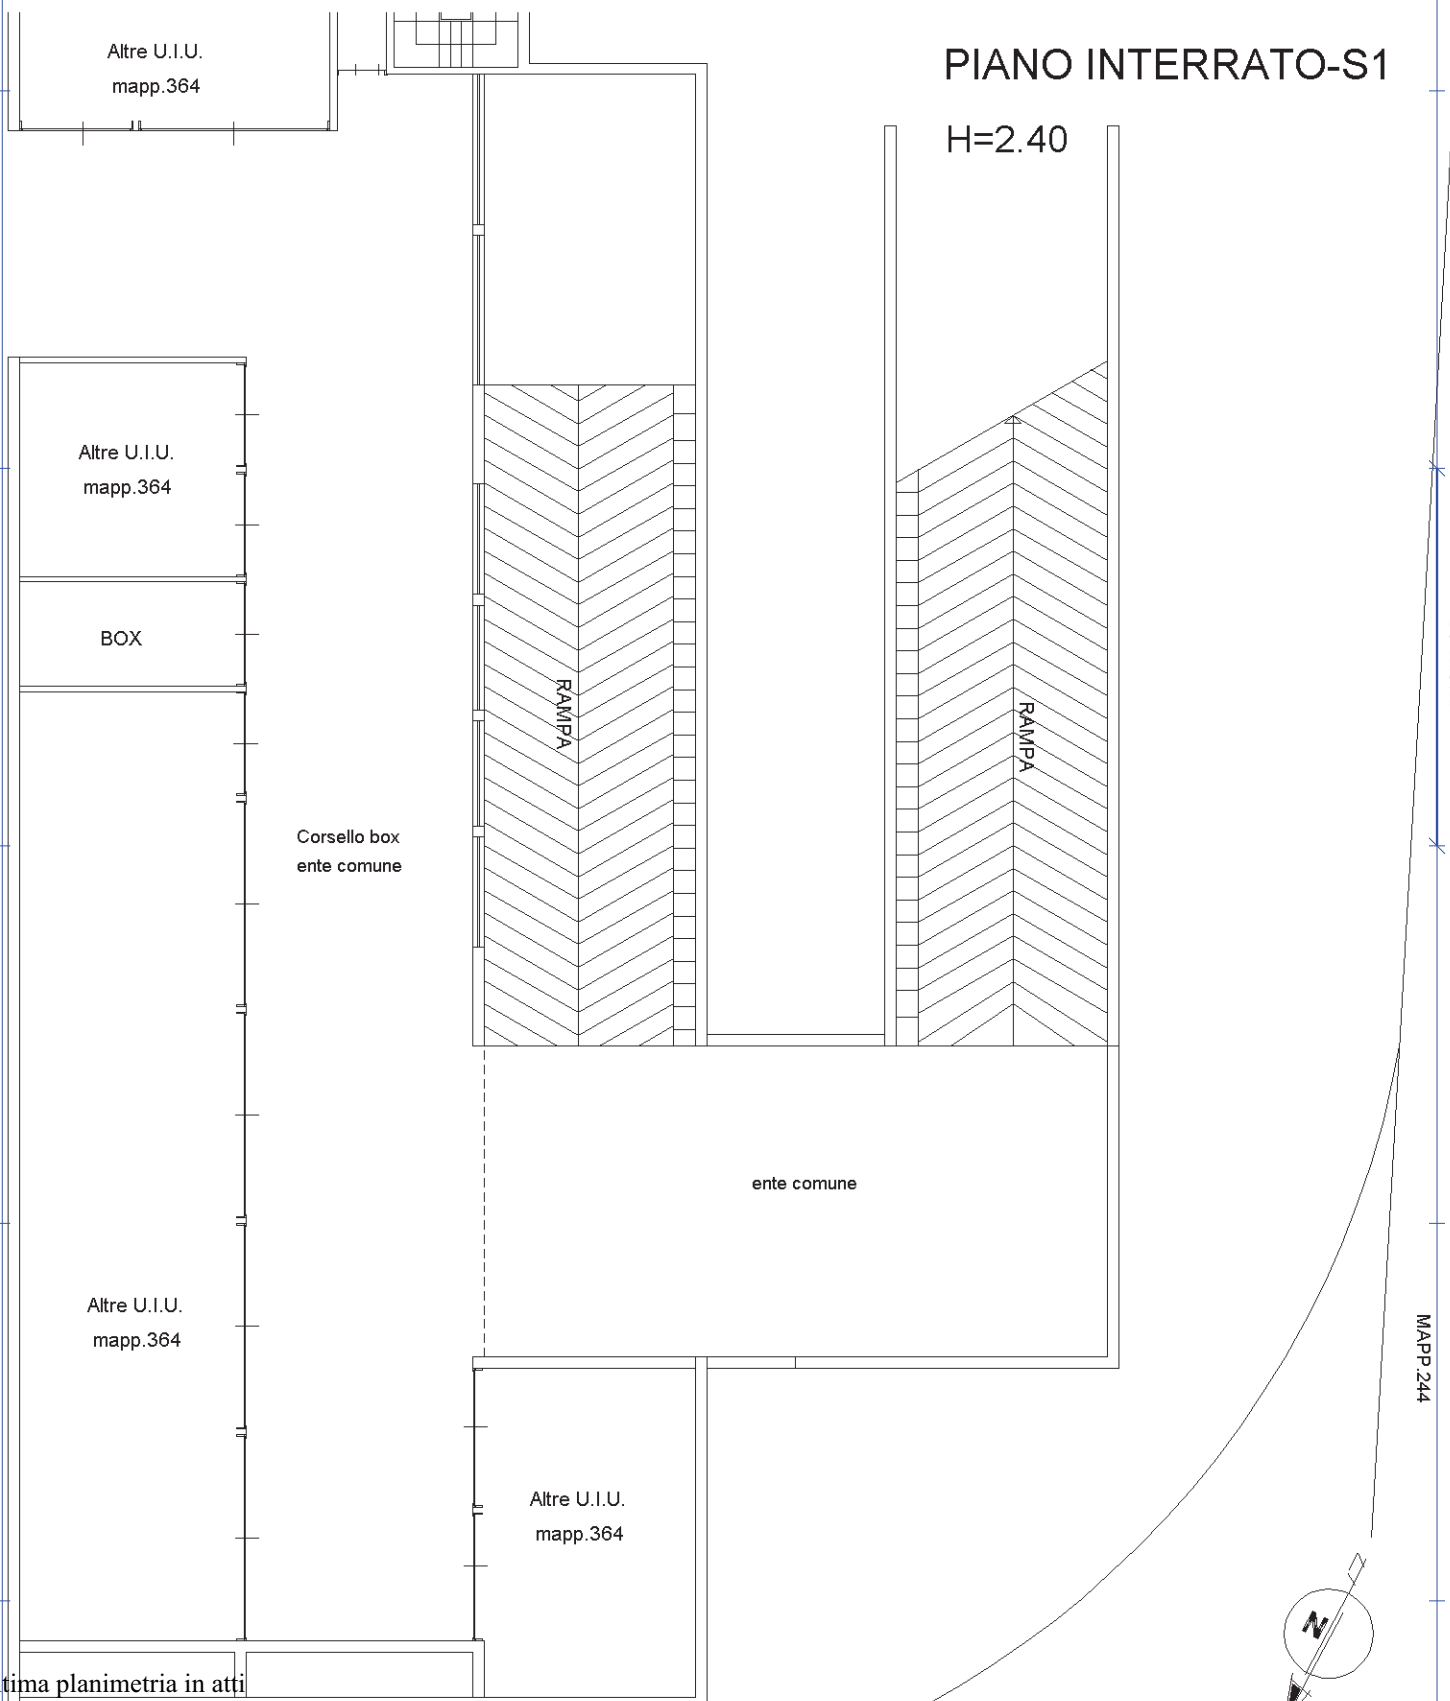 Altre U.I.U.
mapp.364
PIANO INTERRATO-S1
H=2.40
Altre U.I.U.
mapp.364
BOX
RAMPA
RAMPA
Corsello box
ente comune
ente comune
Altre U.I.U.
mapp.364
MAPP.244
Altre U.I.U.
mapp.364
N
tima planimetria in atti